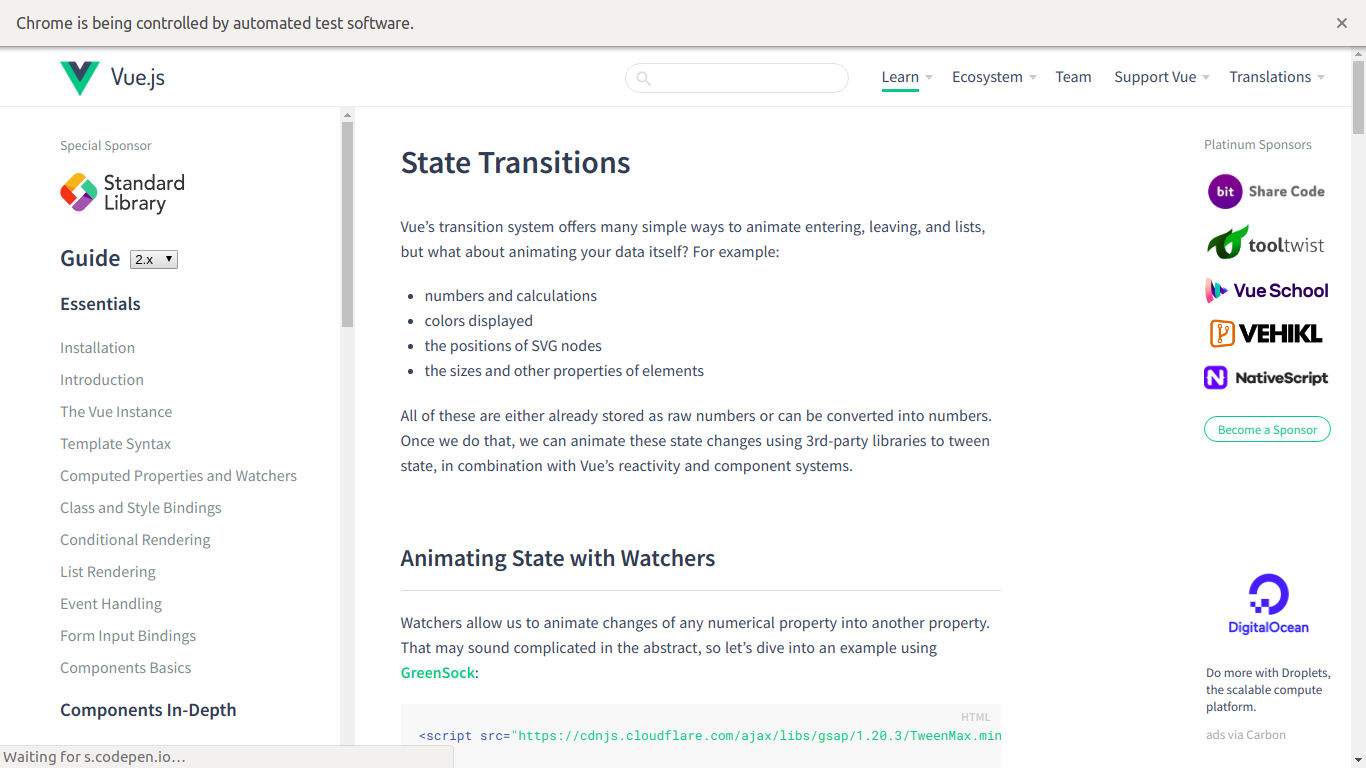 Chrome is being controlled by automated test software.
Vue.js
Learn
Ecosystem
Team
Support Vue
Translations
Special Sponsor
Standard
Library
Guide 2.x
Essentials
Installation
Introduction
The Vue Instance
Template Syntax
Computed Properties and Watchers
Class and Style Bindings
Conditional Rendering
List Rendering
Event Handling
Form Input Bindings
Components Basics
Components In-Depth
State Transitions
Vue’s transition system offers many simple ways to animate entering, leaving, and lists,
but what about animating your data itself? For example:
numbers and calculations
colors displayed
the positions of SVG nodes
the sizes and other properties of elements
All of these are either already stored as raw numbers or can be converted into numbers.
Once we do that, we can animate these state changes using 3rd-party libraries to tween
state, in combination with Vue’s reactivity and component systems.
Animating State with Watchers
Watchers allow us to animate changes of any numerical property into another property.
That may sound complicated in the abstract, so let’s dive into an example using
GreenSock:
HTML
<script src="https://cdnjs.cloudflare.com/ajax/libs/gsap/1.20.3/TweenMax.min
Platinum Sponsors
bit Share Code
tooltwist
Vue School
VEHIKL
NativeScript
Become a Sponsor
DigitalOcean
Do more with Droplets,
the scalable compute
platform.
ads via Carbon
Waiting for s.codepen.io…